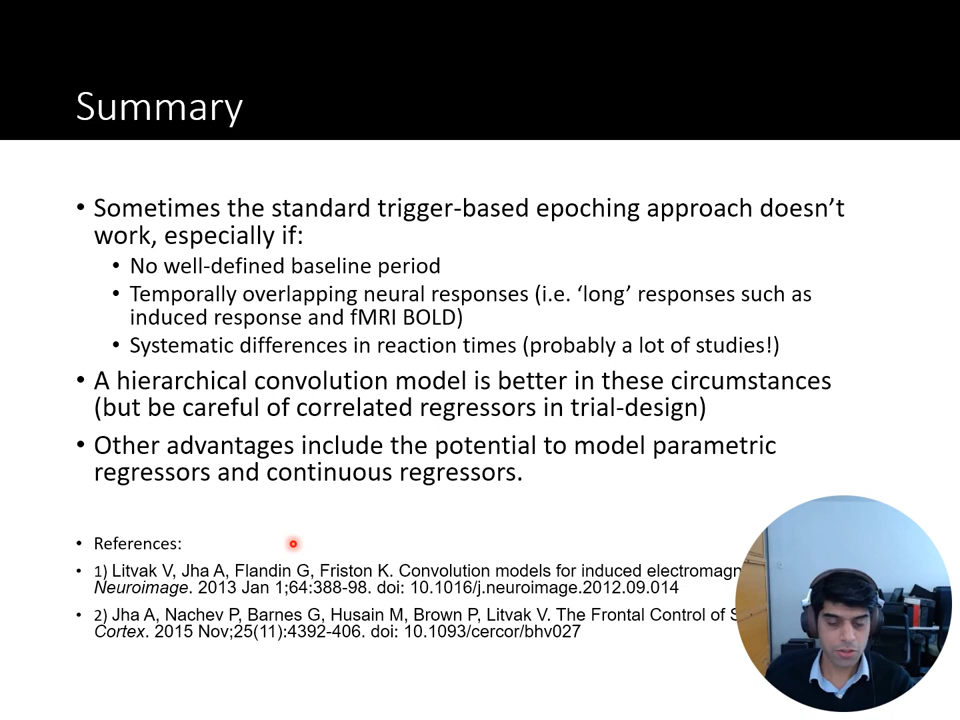 Summary
• Sometimes the standard trigger-based epoching approach doesn’t
work, especially if:
• No well-defined baseline period
• Temporally overlapping neural responses (i.e. ‘long’ responses such as
induced response and fMRI BOLD)
• Systematic differences in reaction times (probably a lot of studies!)
• A hierarchical convolution model is better in these circumstances
(but be careful of correlated regressors in trial-design)
• Other advantages include the potential to model parametric
regressors and continuous regressors.
• References:
• 1) Litvak V, Jha A, Flandin G, Friston K. Convolution models for induced electromagn
Neuroimage. 2013 Jan 1;64:388-98. doi: 10.1016/j.neuroimage.2012.09.014
• 2) Jha A, Nachev P, Barnes G, Husain M, Brown P, Litvak V. The Frontal Control of S
Cortex. 2015 Nov;25(11):4392-406. doi: 10.1093/cercor/bhv027